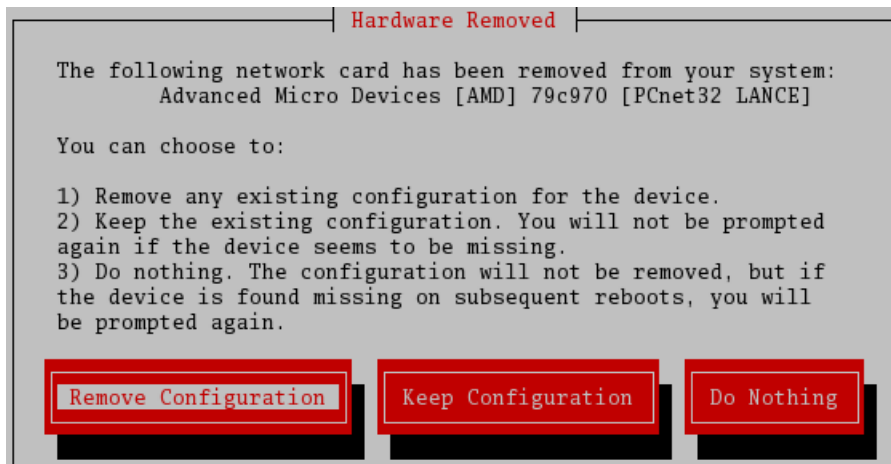 Hardware Removed
The following network card has been removed from your system:
Advanced Micro Devices [AMD] 79c970 [PCnet32 LANCE]
You can choose to:
1) Remove any existing configuration for the device.
2) Keep the existing configuration. You will not be prompted
again if the device seems to be missing.
3) Do nothing. The configuration will not be removed, but if
the device is found missing on subsequent reboots, you will
be prompted again.
Remove Configuration Keep Configuration Do Nothing